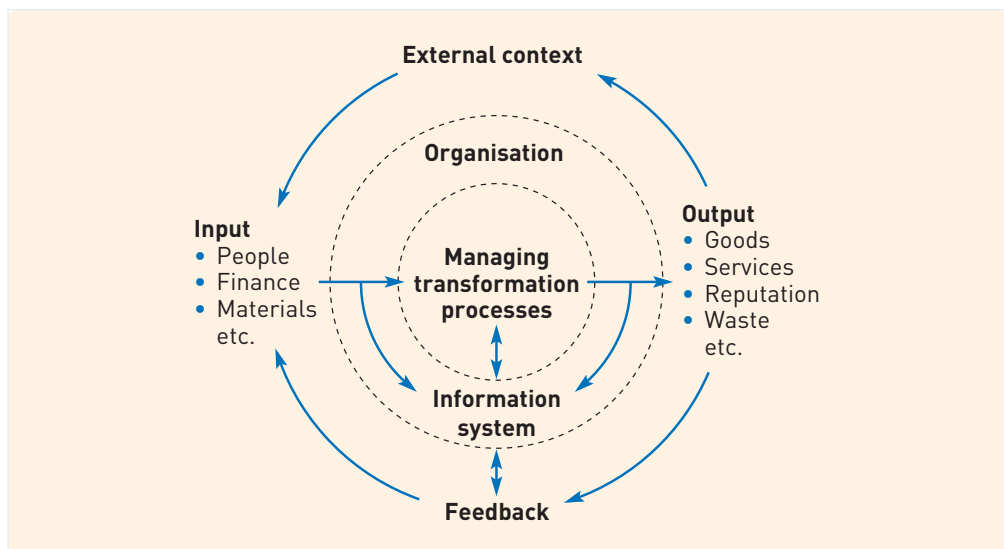 External context
Organisation
Input
• People
• Finance
• Materials
etc.
Managing
transformation
processes
Output
• Goods
• Services
• Reputation
• Waste
etc.
Information
system
Feedback